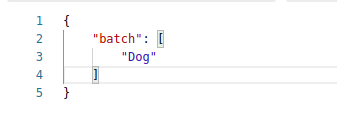 1 {
2     "batch": [
3         "Dog"
4     ]
5 }